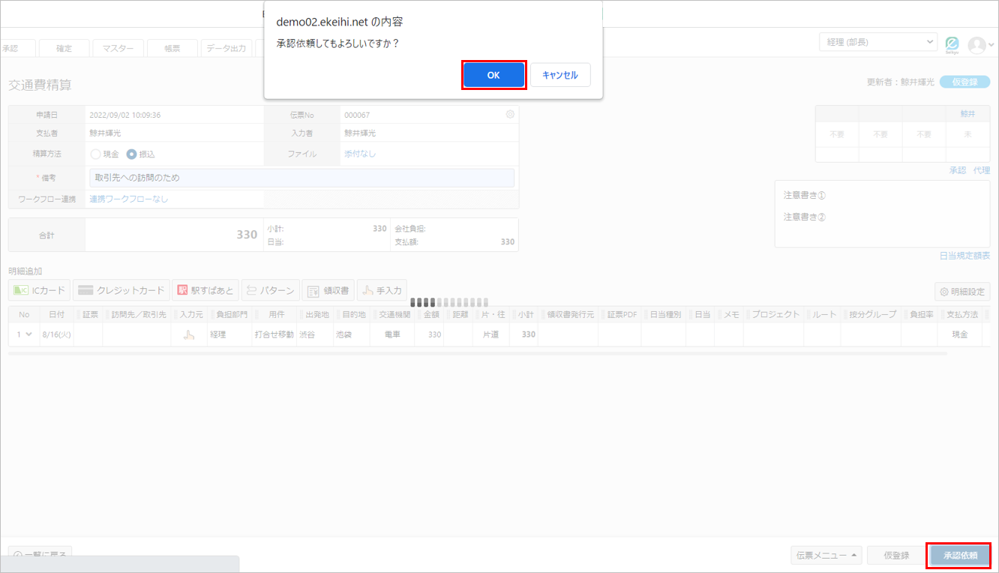 demo02.ekeihi.net の内容
承認依頼してもよろしいですか？
OK キャンセル
承認 確定 マスター 帳票 データ出力 経理 (部長)
交通費精算 更新者：鯨井輝光 仮登録
申請日 2022/09/02 10:09:36 伝票No 000067
支払者 鯨井輝光 入力者 鯨井輝光
精算方法 現金 振込 ファイル 添付なし
* 備考 取引先への訪問のため
ワークフロー連携 連携ワークフローなし
鯨井
不要 不要 不要 未
承認 代理
注意書き①
注意書き②
日当規定額表
合計 330 小計: 330 会社負担:
日当: 支払額: 330
明細追加
ICカード クレジットカード 駅すぱあと パターン 領収書 手入力 明細設定
No 日付 証票 訪問先／取引先 入力元 負担部門 用件 出発地 目的地 交通機関 金額 距離 片・往 小計 領収書発行元 証票PDF 日当種別 日当 メモ プロジェクト ルート 按分グループ 負担率 支払方法
1 8/16(火) 経理 打合せ移動 渋谷 池袋 電車 330 片道 330 現金
一覧に戻る 伝票メニュー 仮登録 承認依頼